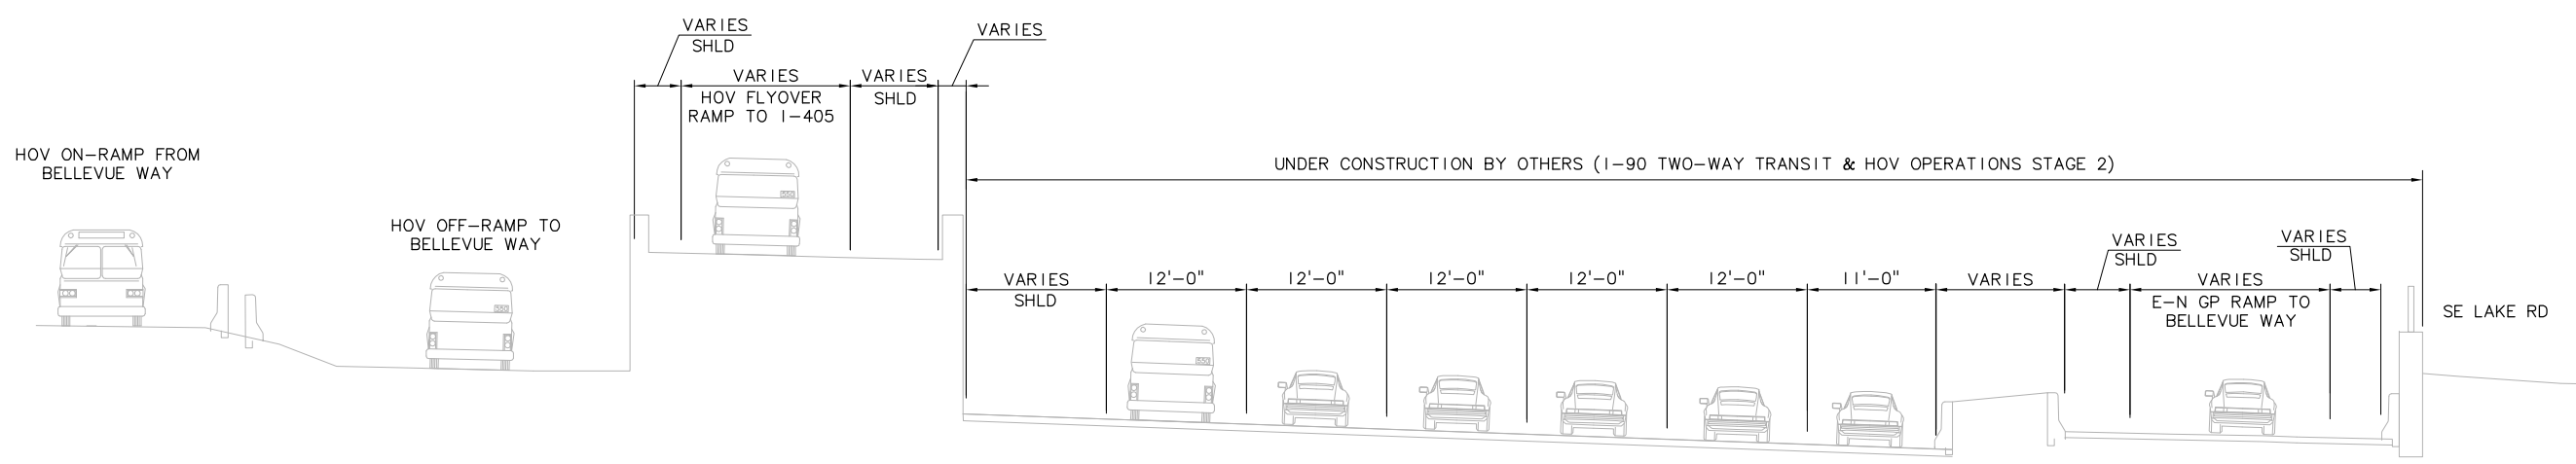 VARIES
SHLD
VARIES
VARIES
HOV FLYOVER
RAMP TO I-405
VARIES
SHLD
HOV ON-RAMP FROM
BELLEVUE WAY
HOV OFF-RAMP TO
BELLEVUE WAY
UNDER CONSTRUCTION BY OTHERS (I-90 TWO-WAY TRANSIT & HOV OPERATIONS STAGE 2)
VARIES
SHLD
12'-0"
12'-0"
12'-0"
12'-0"
12'-0"
11'-0"
VARIES
VARIES
SHLD
VARIES
E-N GP RAMP TO
BELLEVUE WAY
VARIES
SHLD
SE LAKE RD